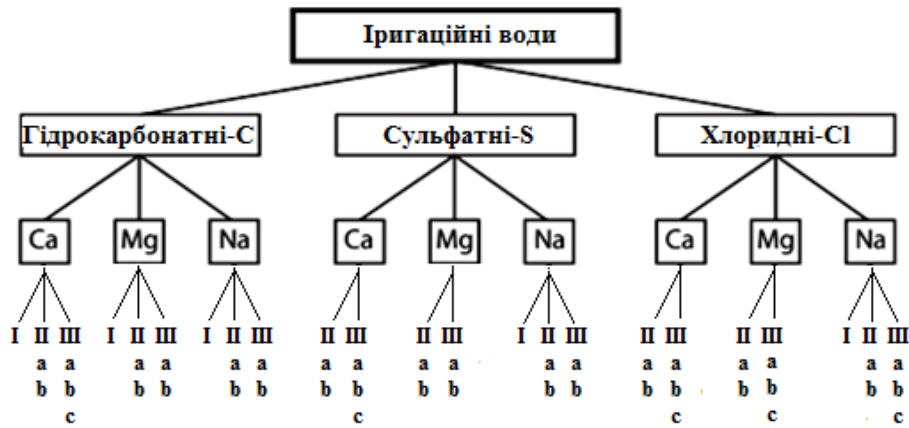 Іригаційні води
Гідрокарбонатні-С Сульфатні-S Хлоридні-Cl
Ca Mg Na Ca Mg Na Ca Mg Na
I II III I II III I II III II III II III I II III II III II III I II III
a a a a a a a a a a a a a a a a a a
b b b b b b b b b b b b b b b b b b
c c c c c